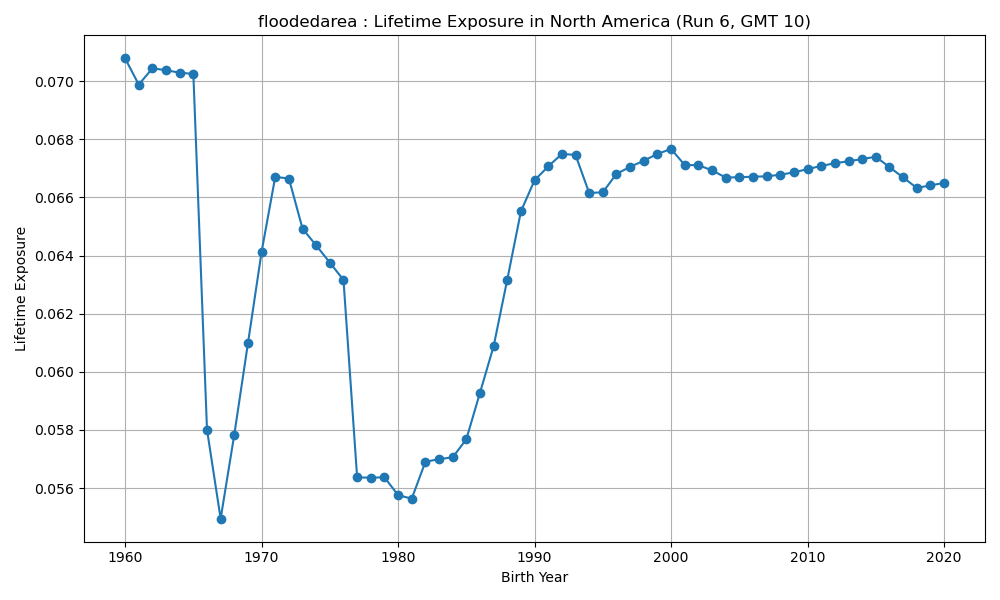 floodedarea : Lifetime Exposure in North America (Run 6, GMT 10)
0.070
0.068
0.066
0.064
0.062
0.060
0.058
0.056
Lifetime Exposure
1960 1970 1980 1990 2000 2010 2020
Birth Year